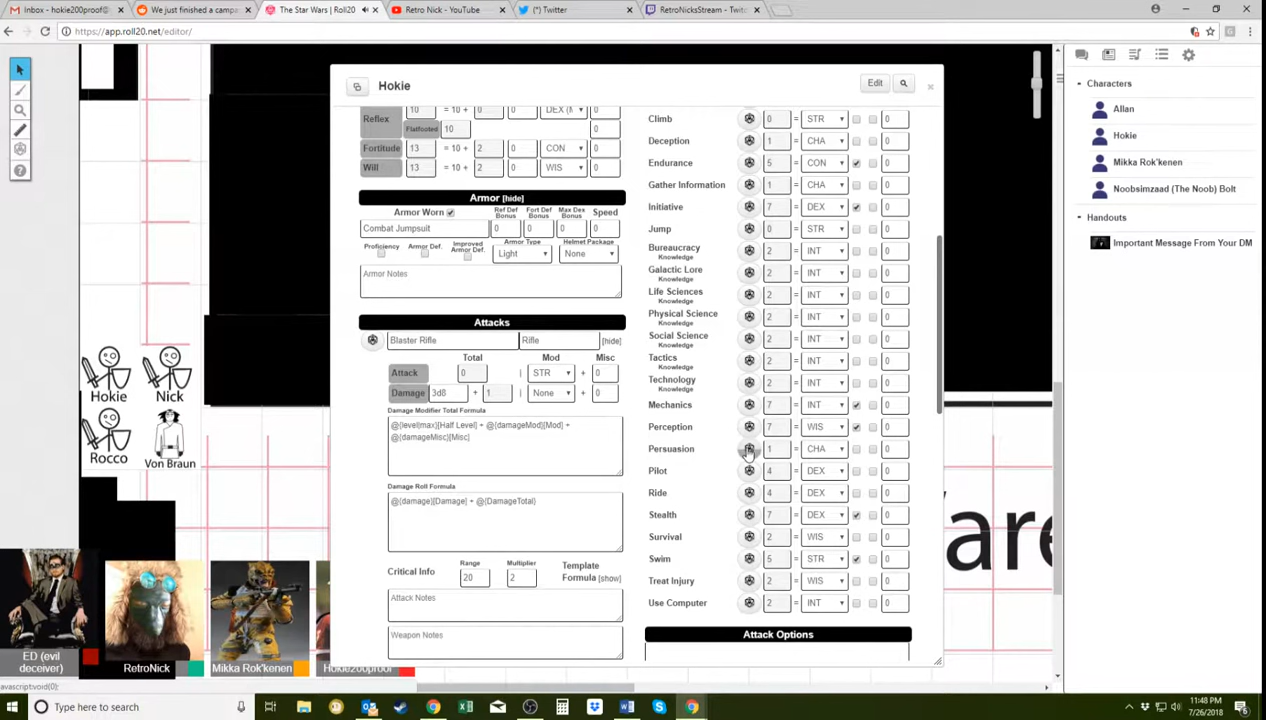 Inbox - hokie200proof@
We just finished a campa
The Star Wars | Roll20
Retro Nick - YouTube
(*) Twitter
RetroNicksStream - Twitc
https://app.roll20.net/editor/
Hokie
Edit
Reflex
10 = 10 + 0 0 DEX (M 0
Flatfooted 10 0
Fortitude 13 = 10 + 2 0 CON 0
Will 13 = 10 + 2 0 WIS 0
Armor [hide]
Armor Worn
Ref Def Bonus
Fort Def Bonus
Max Dex Bonus
Speed
Combat Jumpsuit 0 0 0 0
Proficiency
Armor Def.
Improved Armor Def.
Armor Type
Helmet Package
Light
None
Armor Notes
Attacks
Blaster Rifle
Rifle
[hide]
Total Mod Misc
Attack 0 | STR + 0
Damage 3d8 + 1 | None + 0
Damage Modifier Total Formula
@{level|max}[Half Level] + @{damageMod}[Mod] +
@{damageMisc}[Misc]
Damage Roll Formula
@{damage}[Damage] + @{DamageTotal}
Critical Info
Range
20
Multiplier
2
Template
Formula [show]
Attack Notes
Weapon Notes
Climb 0 = STR 0
Deception 1 = CHA 0
Endurance 5 = CON 0
Gather Information 1 = CHA 0
Initiative 7 = DEX 0
Jump 0 = STR 0
Bureaucracy 2 = INT 0
Knowledge
Galactic Lore 2 = INT 0
Knowledge
Life Sciences 2 = INT 0
Knowledge
Physical Science 2 = INT 0
Knowledge
Social Science 2 = INT 0
Knowledge
Tactics 2 = INT 0
Knowledge
Technology 2 = INT 0
Knowledge
Mechanics 7 = INT 0
Perception 7 = WIS 0
Persuasion 1 = CHA 0
Pilot 4 = DEX 0
Ride 4 = DEX 0
Stealth 7 = DEX 0
Survival 2 = WIS 0
Swim 5 = STR 0
Treat Injury 2 = WIS 0
Use Computer 2 = INT 0
Attack Options
Characters
Allan
Hokie
Mikka Rok'kenen
Noobsimzaad (The Noob) Bolt
Handouts
Important Message From Your DM
Hokie
Nick
Rocco
Von Braun
ED (evil
deceiver)
RetroNick
Mikka Rok'kenen
Hokie200proof
are
avascript:void(0);
Type here to search
11:48 PM
7/26/2018